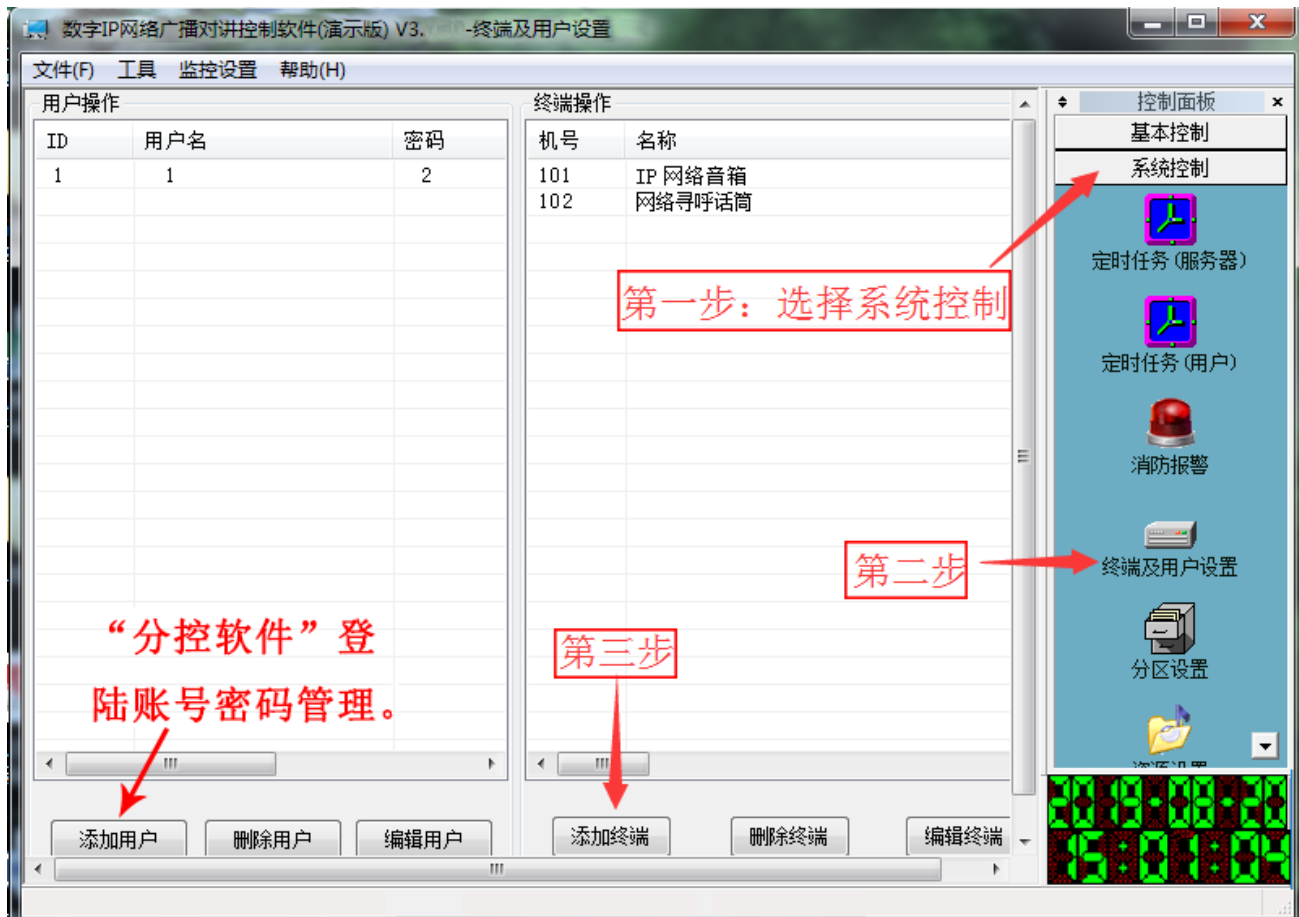 数字IP网络广播对讲控制软件(演示版) V3. -终端及用户设置
文件(F) 工具 监控设置 帮助(H)
用户操作
ID 用户名 密码
1 1 2
“分控软件”登
陆账号密码管理。
添加用户 删除用户 编辑用户
终端操作
机号 名称
101 IP 网络音箱
102 网络寻呼话筒
第一步：选择系统控制
第二步
第三步
添加终端 删除终端 编辑终端
控制面板
基本控制
系统控制
定时任务(服务器)
定时任务(用户)
消防报警
终端及用户设置
分区设置
2019-08-20
15:01:04